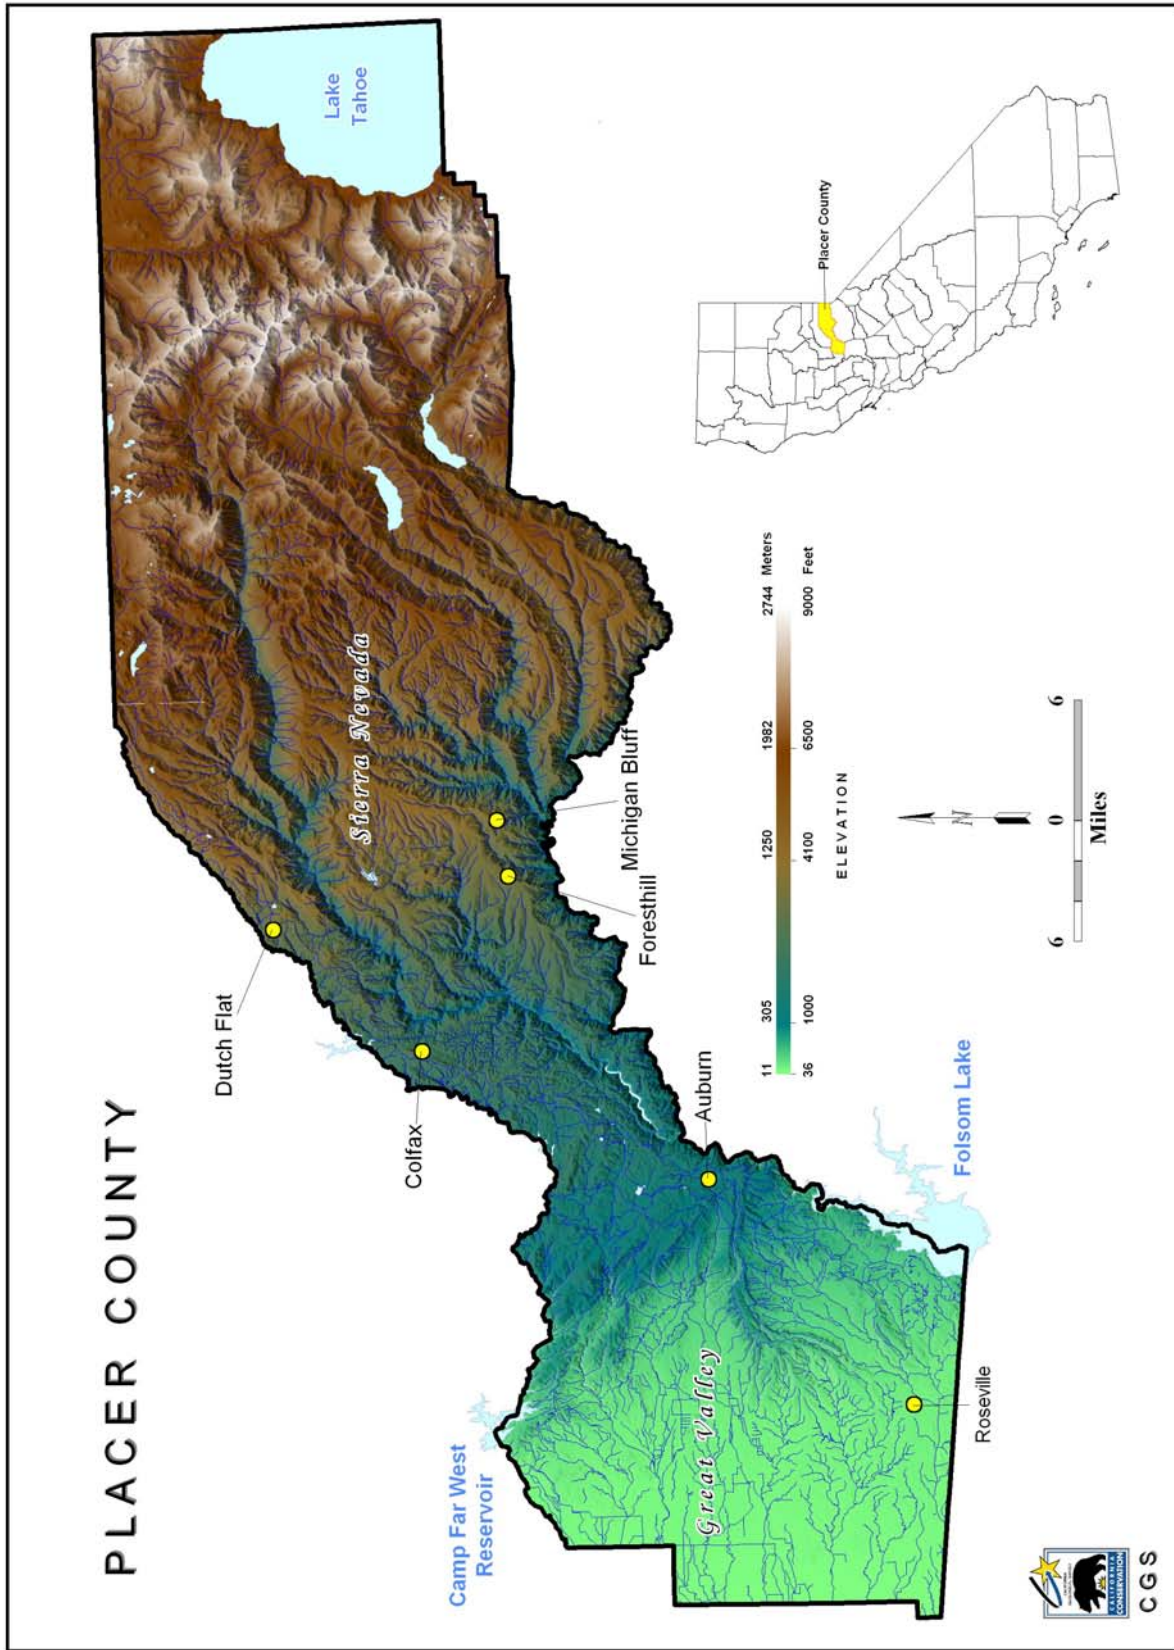 PLACER COUNTY
Lake
Tahoe
Dutch Flat
Sierra Nevada
Colfax
Michigan Bluff
Foresthill
Camp Far West
Reservoir
Auburn
Great Valley
Placer County
11 305 1250 1982 2744 Meters
36 1000 4100 6500 9000 Feet
ELEVATION
Folsom Lake
Roseville
N
6 0 6
Miles
CALIFORNIA
CONSERVATION
CGS